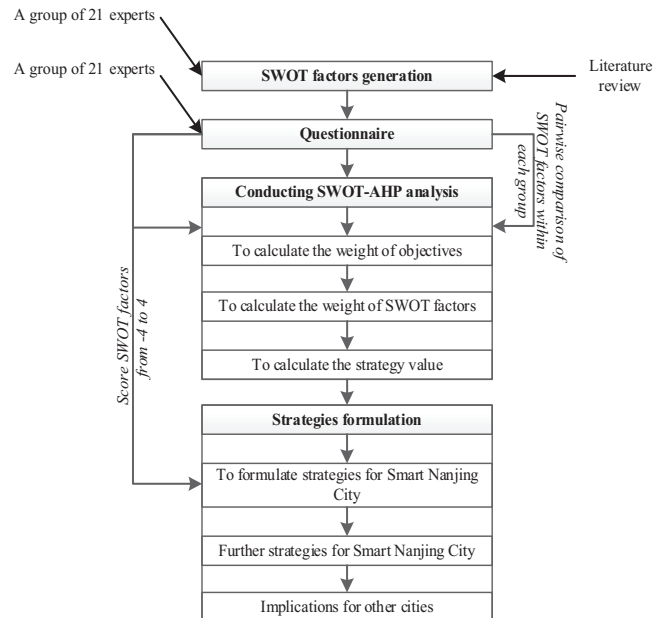 A group of 21 experts
A group of 21 experts
SWOT factors generation
Literature
review
Questionnaire
Pairwise comparison of
SWOT factors within
each group
Conducting SWOT-AHP analysis
To calculate the weight of objectives
To calculate the weight of SWOT factors
To calculate the strategy value
Score SWOT factors
from -4 to 4
Strategies formulation
To formulate strategies for Smart Nanjing
City
Further strategies for Smart Nanjing City
Implications for other cities